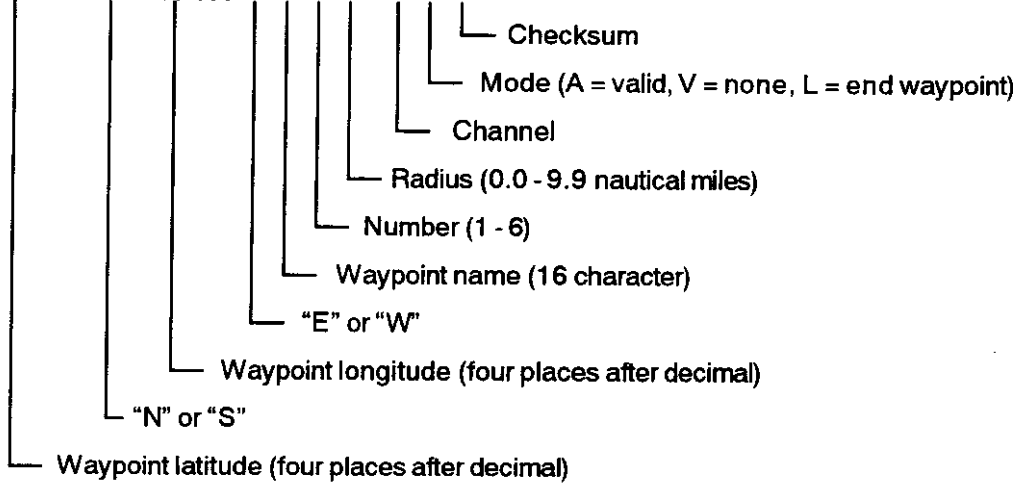 Checksum
Mode (A = valid, V = none, L = end waypoint)
Channel
Radius (0.0 - 9.9 nautical miles)
Number (1 - 6)
Waypoint name (16 character)
“E” or “W”
Waypoint longitude (four places after decimal)
“N” or “S”
Waypoint latitude (four places after decimal)